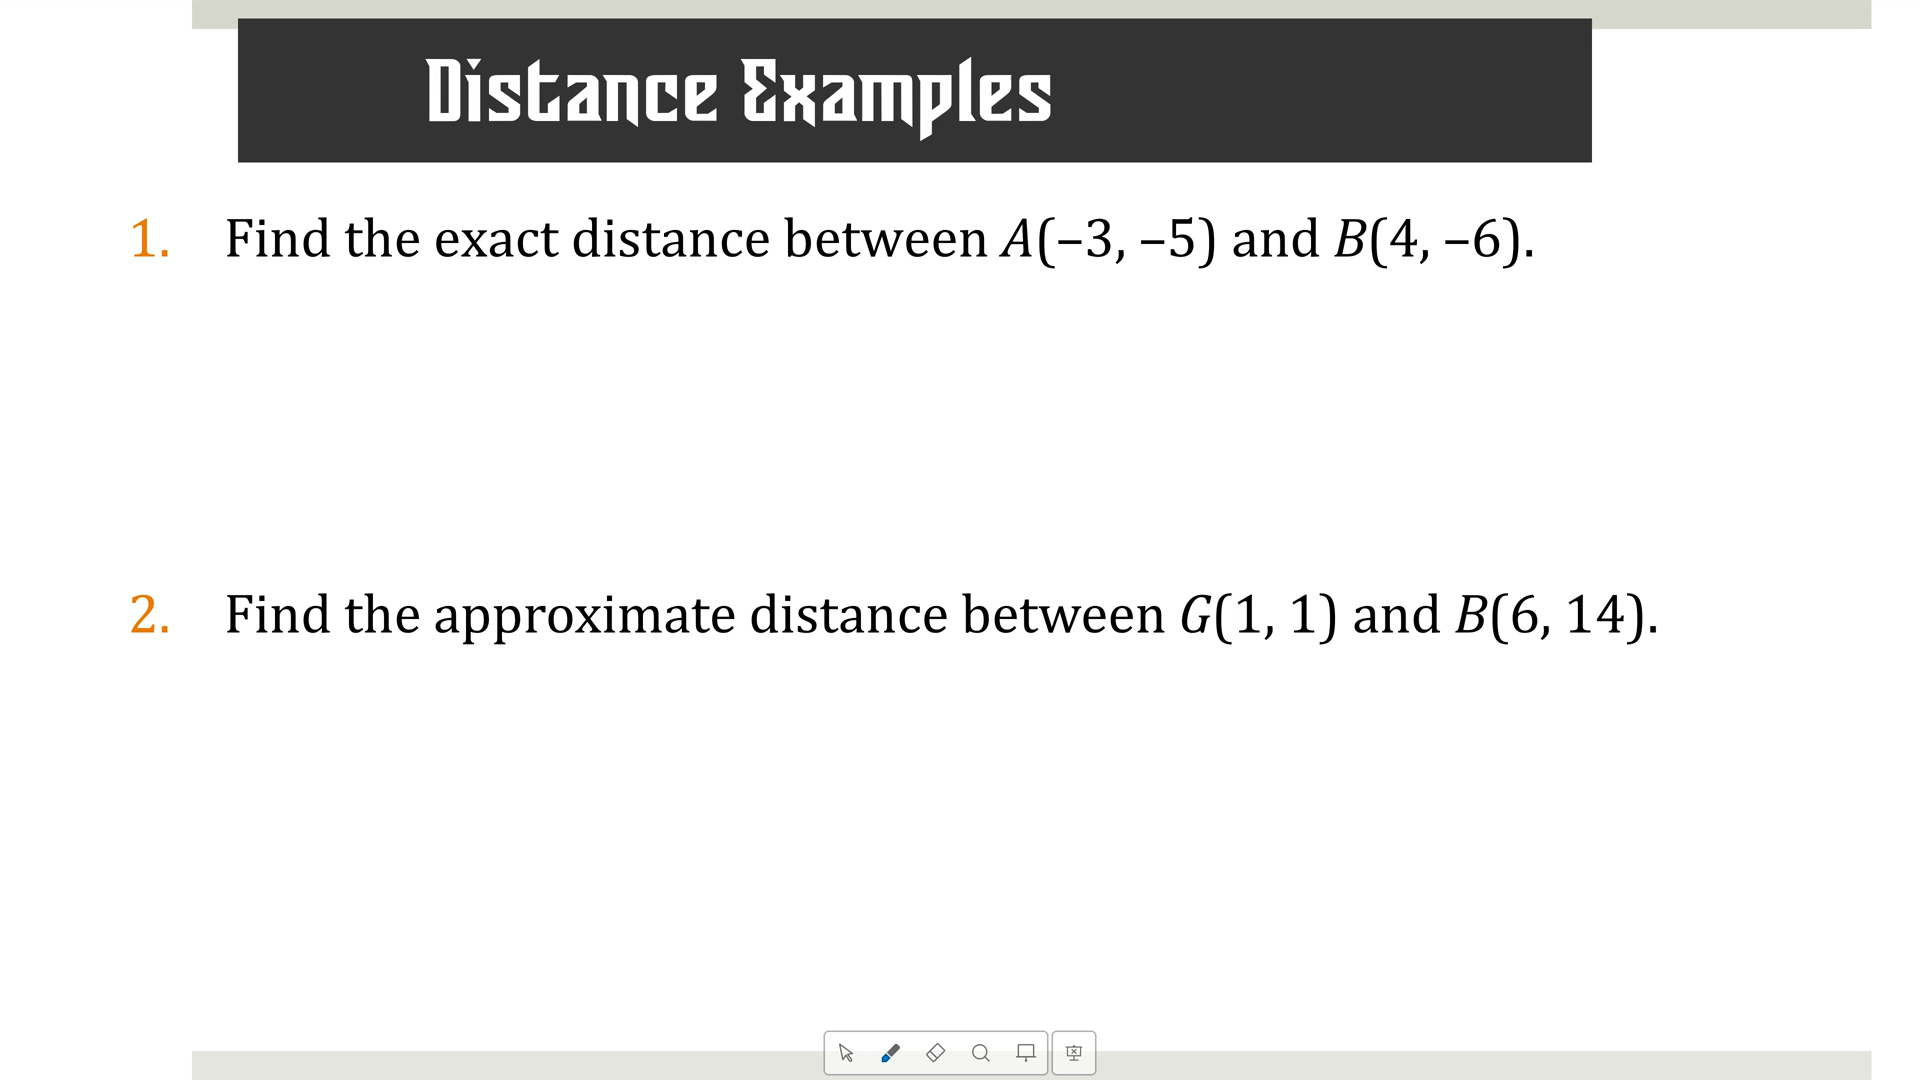 Distance Examples
1. Find the exact distance between A(–3, –5) and B(4, –6).
2. Find the approximate distance between G(1, 1) and B(6, 14).